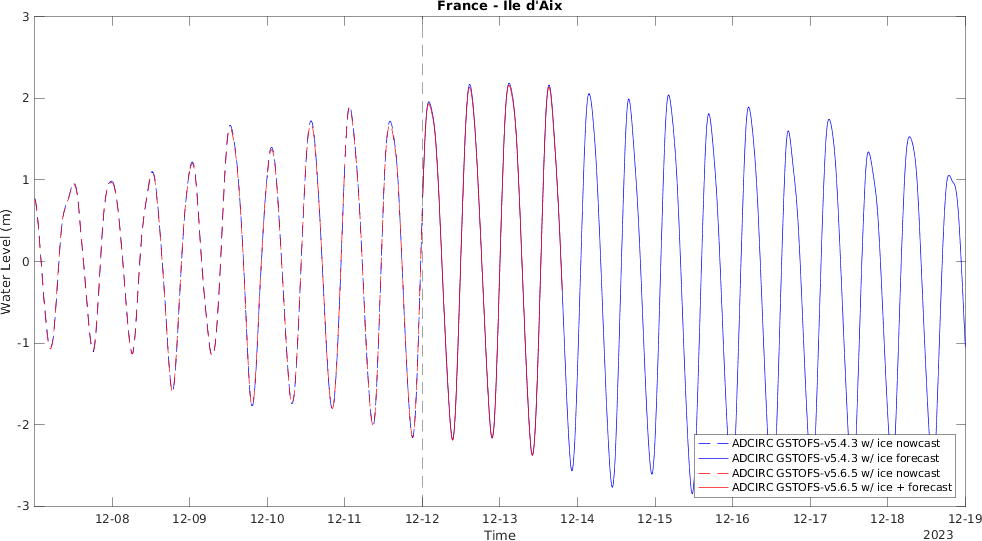 France - Ile d'Aix
Water Level (m)
3
2
1
0
-1
-2
-3
ADCIRC GSTOFS-v5.4.3 w/ ice nowcast
ADCIRC GSTOFS-v5.4.3 w/ ice forecast
ADCIRC GSTOFS-v5.6.5 w/ ice nowcast
ADCIRC GSTOFS-v5.6.5 w/ ice + forecast
12-08 12-09 12-10 12-11 12-12 12-13 12-14 12-15 12-16 12-17 12-18 12-19
Time
2023